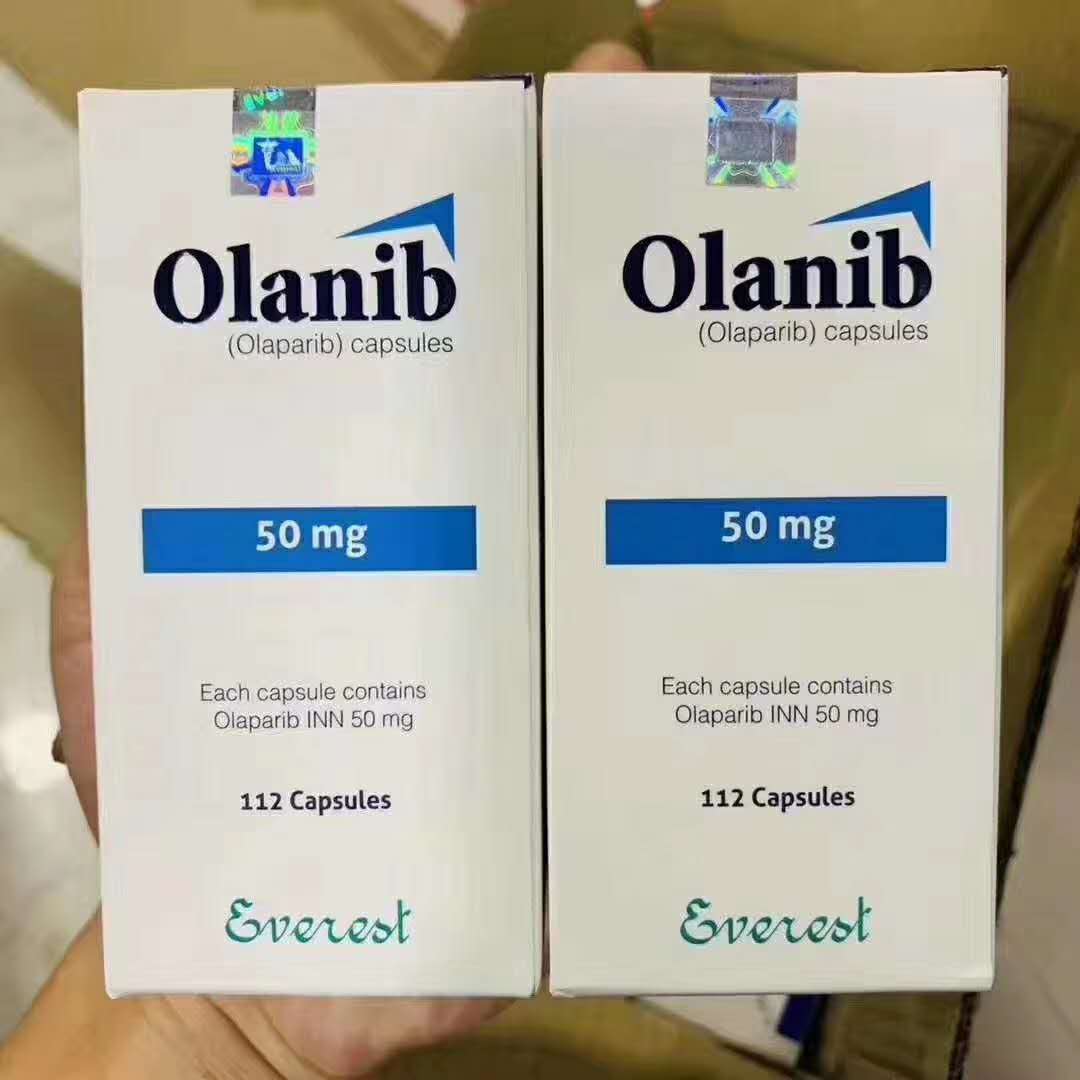 Olanib
(Olaparib) capsules
50 mg
Each capsule contains
Olaparib INN 50 mg
112 Capsules
Everest
Olanib
(Olaparib) capsules
50 mg
Each capsule contains
Olaparib INN 50 mg
112 Capsules
Everest